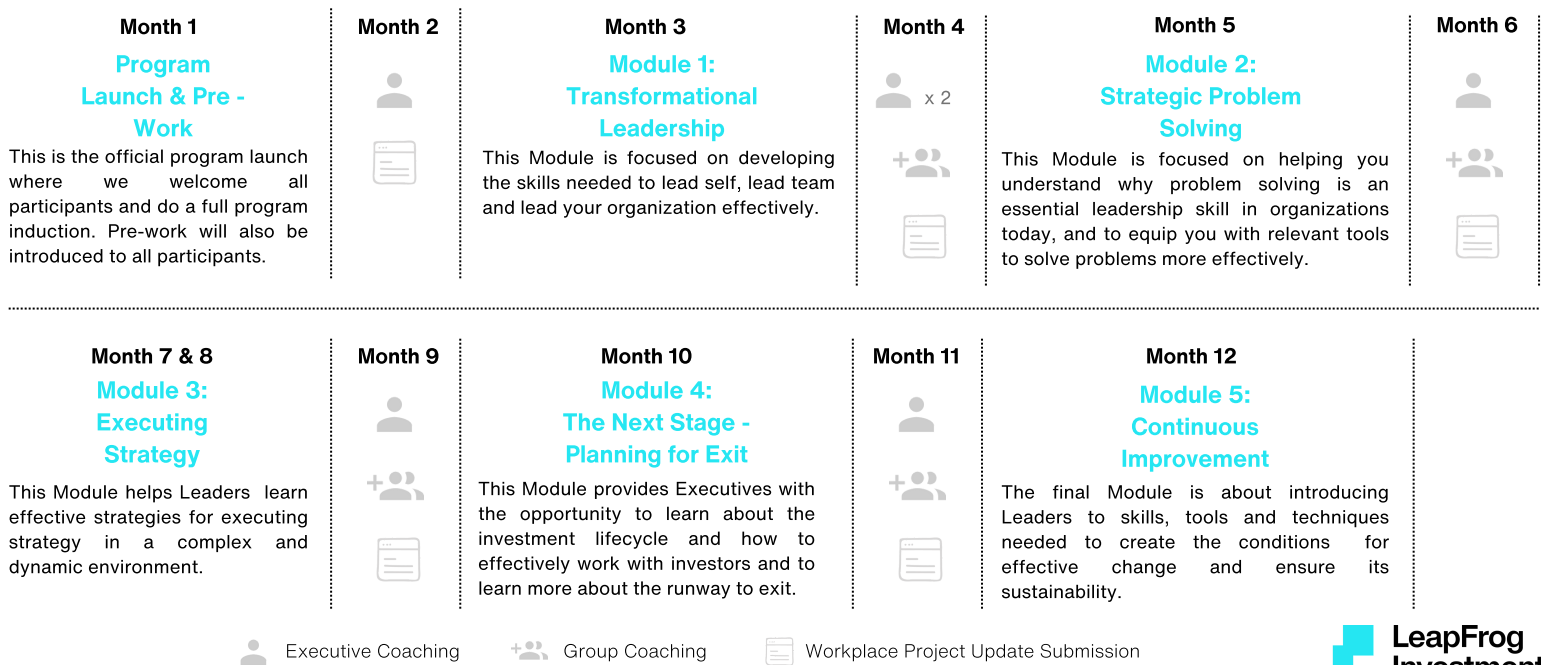 Month 1
Program
Launch & Pre -
Work
This is the official program launch
where we welcome all
participants and do a full program
induction. Pre-work will also be
introduced to all participants.
Month 2
Month 3
Module 1:
Transformational
Leadership
This Module is focused on developing
the skills needed to lead self, lead team
and lead your organization effectively.
Month 4
x 2
Month 5
Module 2:
Strategic Problem
Solving
This Module is focused on helping you
understand why problem solving is an
essential leadership skill in organizations
today, and to equip you with relevant tools
to solve problems more effectively.
Month 6
Month 7 & 8
Module 3:
Executing
Strategy
This Module helps Leaders learn
effective strategies for executing
strategy in a complex and
dynamic environment.
Month 9
Month 10
Module 4:
The Next Stage -
Planning for Exit
This Module provides Executives with
the opportunity to learn about the
investment lifecycle and how to
effectively work with investors and to
learn more about the runway to exit.
Month 11
Month 12
Module 5:
Continuous
Improvement
The final Module is about introducing
Leaders to skills, tools and techniques
needed to create the conditions for
effective change and ensure its
sustainability.
Executive Coaching
Group Coaching
Workplace Project Update Submission
LeapFrog